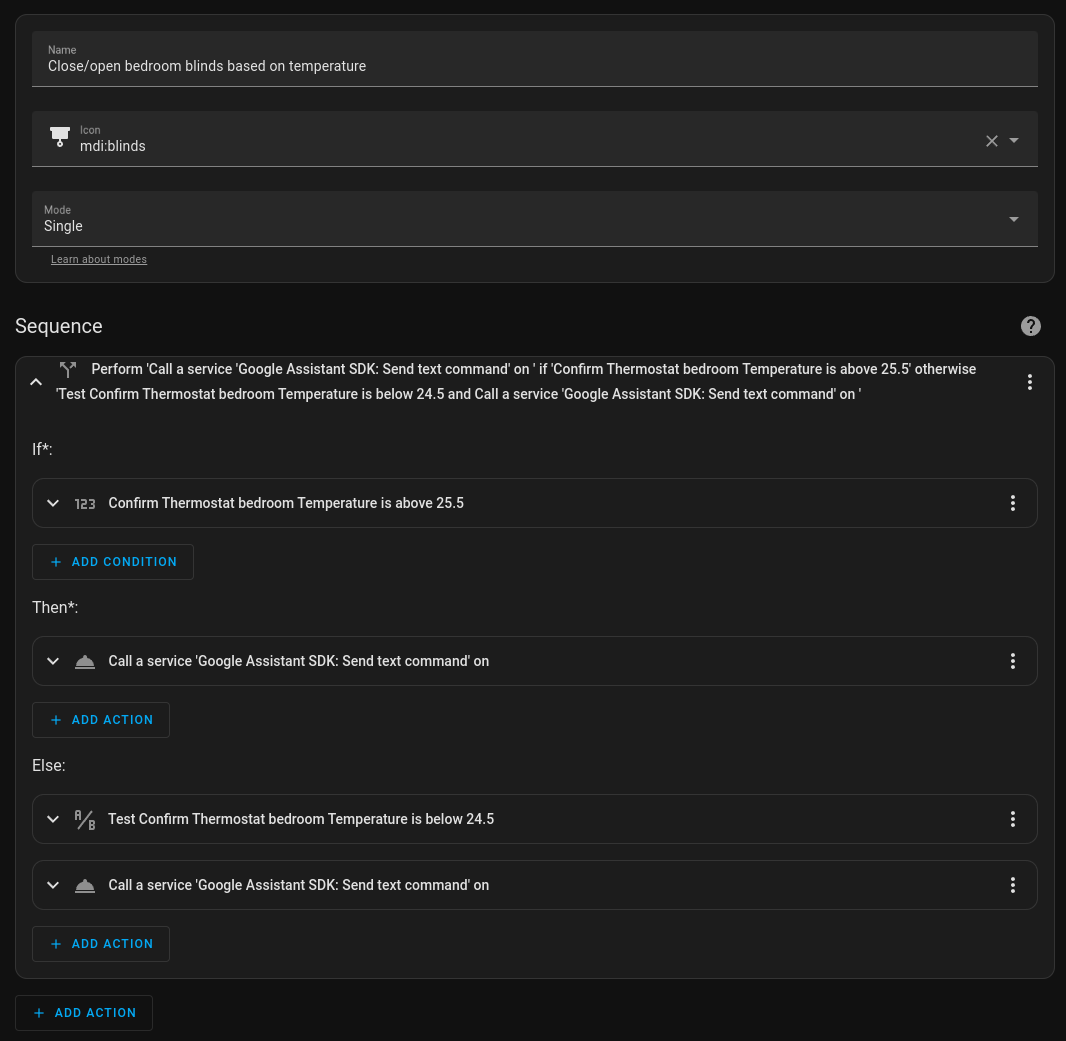 Name
Close/open bedroom blinds based on temperature
Icon
mdi:blinds
Mode
Single
Learn about modes
Sequence
Perform 'Call a service 'Google Assistant SDK: Send text command' on ' if 'Confirm Thermostat bedroom Temperature is above 25.5' otherwise
'Test Confirm Thermostat bedroom Temperature is below 24.5 and Call a service 'Google Assistant SDK: Send text command' on '
If*:
123 Confirm Thermostat bedroom Temperature is above 25.5
+ ADD CONDITION
Then*:
Call a service 'Google Assistant SDK: Send text command' on
+ ADD ACTION
Else:
A/B Test Confirm Thermostat bedroom Temperature is below 24.5
Call a service 'Google Assistant SDK: Send text command' on
+ ADD ACTION
+ ADD ACTION